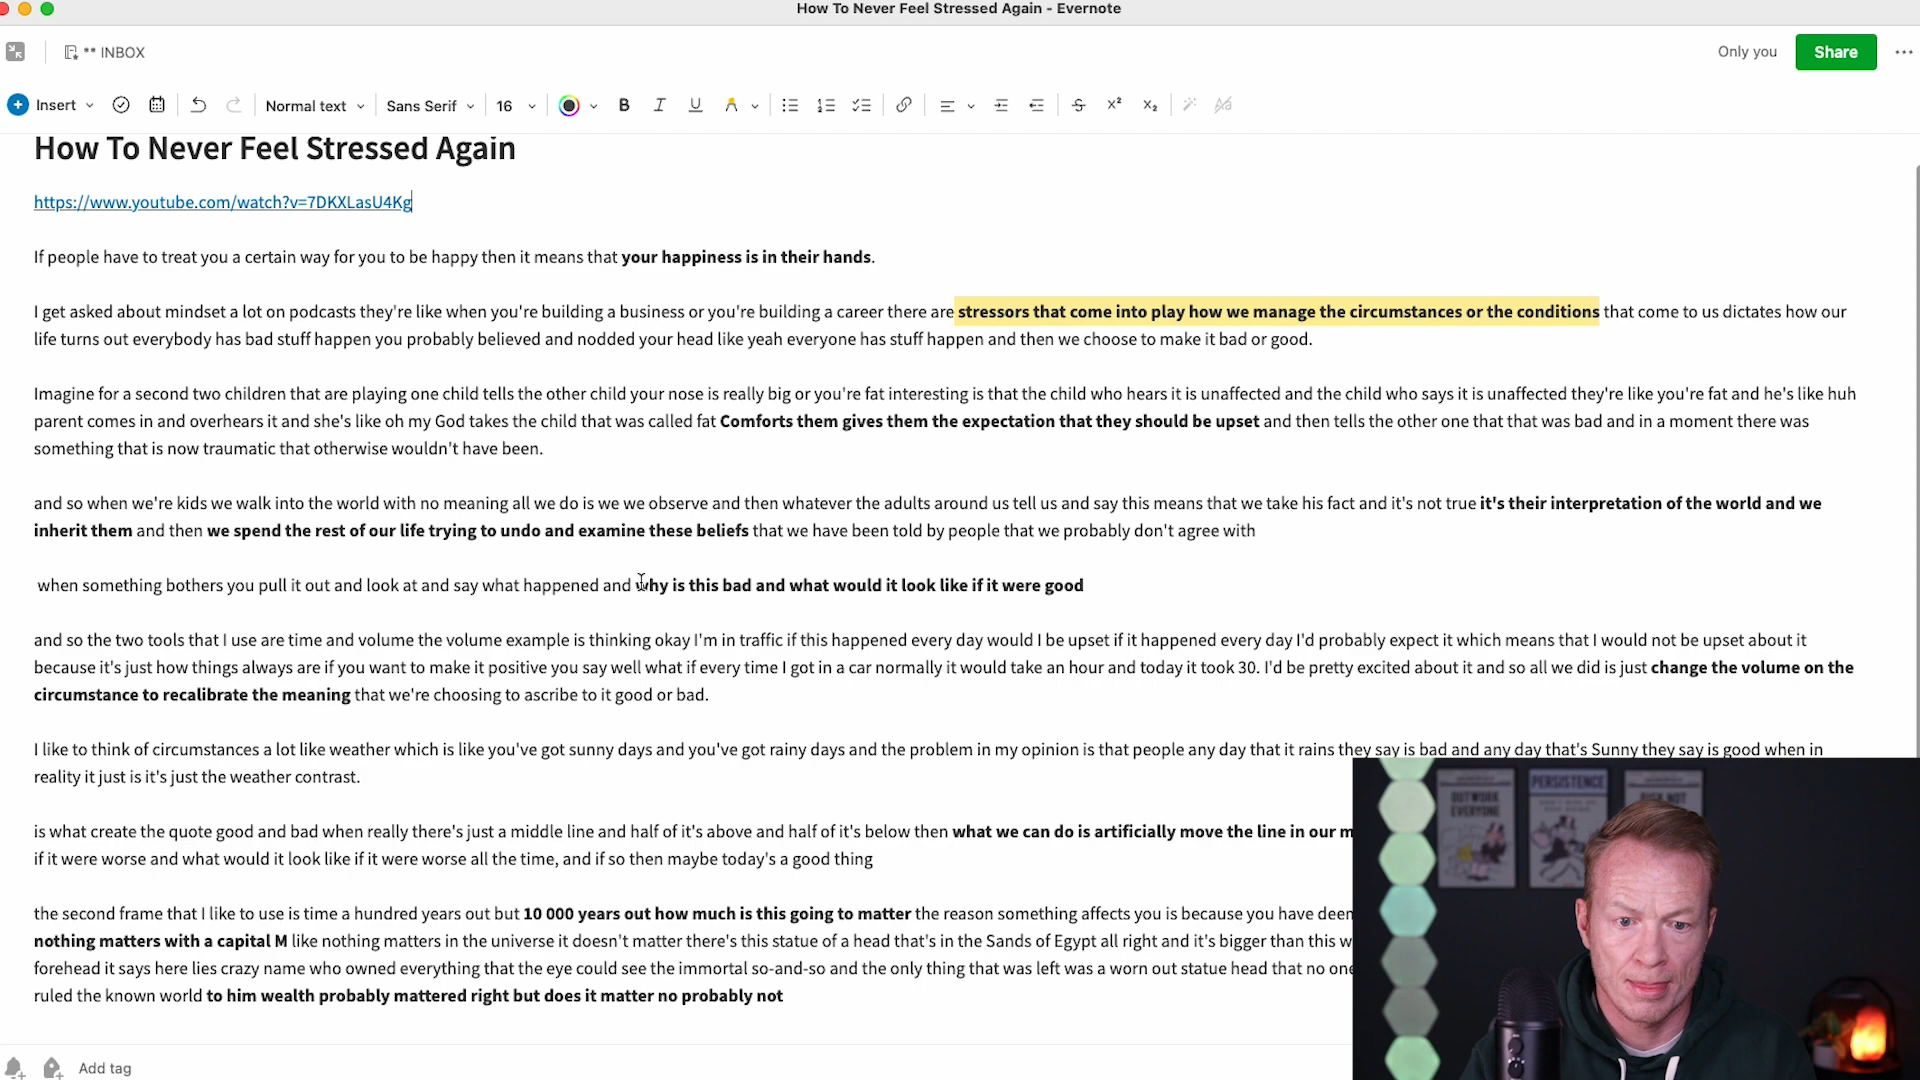 How To Never Feel Stressed Again - Evernote
** INBOX
Only you
Share
Insert
Normal text
Sans Serif
16
How To Never Feel Stressed Again
https://www.youtube.com/watch?v=7DKXLasU4Kg
If people have to treat you a certain way for you to be happy then it means that your happiness is in their hands.
I get asked about mindset a lot on podcasts they're like when you're building a business or you're building a career there are stressors that come into play how we manage the circumstances or the conditions that come to us dictates how our
life turns out everybody has bad stuff happen you probably believed and nodded your head like yeah everyone has stuff happen and then we choose to make it bad or good.
Imagine for a second two children that are playing one child tells the other child your nose is really big or you're fat interesting is that the child who hears it is unaffected and the child who says it is unaffected they're like you're fat and he's like huh
parent comes in and overhears it and she's like oh my God takes the child that was called fat Comforts them gives them the expectation that they should be upset and then tells the other one that that was bad and in a moment there was
something that is now traumatic that otherwise wouldn't have been.
and so when we're kids we walk into the world with no meaning all we do is we we observe and then whatever the adults around us tell us and say this means that we take his fact and it's not true it's their interpretation of the world and we
inherit them and then we spend the rest of our life trying to undo and examine these beliefs that we have been told by people that we probably don't agree with
when something bothers you pull it out and look at and say what happened and why is this bad and what would it look like if it were good
and so the two tools that I use are time and volume the volume example is thinking okay I'm in traffic if this happened every day would I be upset if it happened every day I'd probably expect it which means that I would not be upset about it
because it's just how things always are if you want to make it positive you say well what if every time I got in a car normally it would take an hour and today it took 30. I'd be pretty excited about it and so all we did is just change the volume on the
circumstance to recalibrate the meaning that we're choosing to ascribe to it good or bad.
I like to think of circumstances a lot like weather which is like you've got sunny days and you've got rainy days and the problem in my opinion is that people any day that it rains they say is bad and any day that's Sunny they say is good when in
reality it just is it's just the weather contrast.
is what create the quote good and bad when really there's just a middle line and half of it's above and half of it's below then what we can do is artificially move the line in our m
if it were worse and what would it look like if it were worse all the time, and if so then maybe today's a good thing
the second frame that I like to use is time a hundred years out but 10 000 years out how much is this going to matter the reason something affects you is because you have deem
nothing matters with a capital M like nothing matters in the universe it doesn't matter there's this statue of a head that's in the Sands of Egypt all right and it's bigger than this w
forehead it says here lies crazy name who owned everything that the eye could see the immortal so-and-so and the only thing that was left was a worn out statue head that no one
ruled the known world to him wealth probably mattered right but does it matter no probably not
OUTWORK
EVERYONE
PERSISTENCE
Add tag